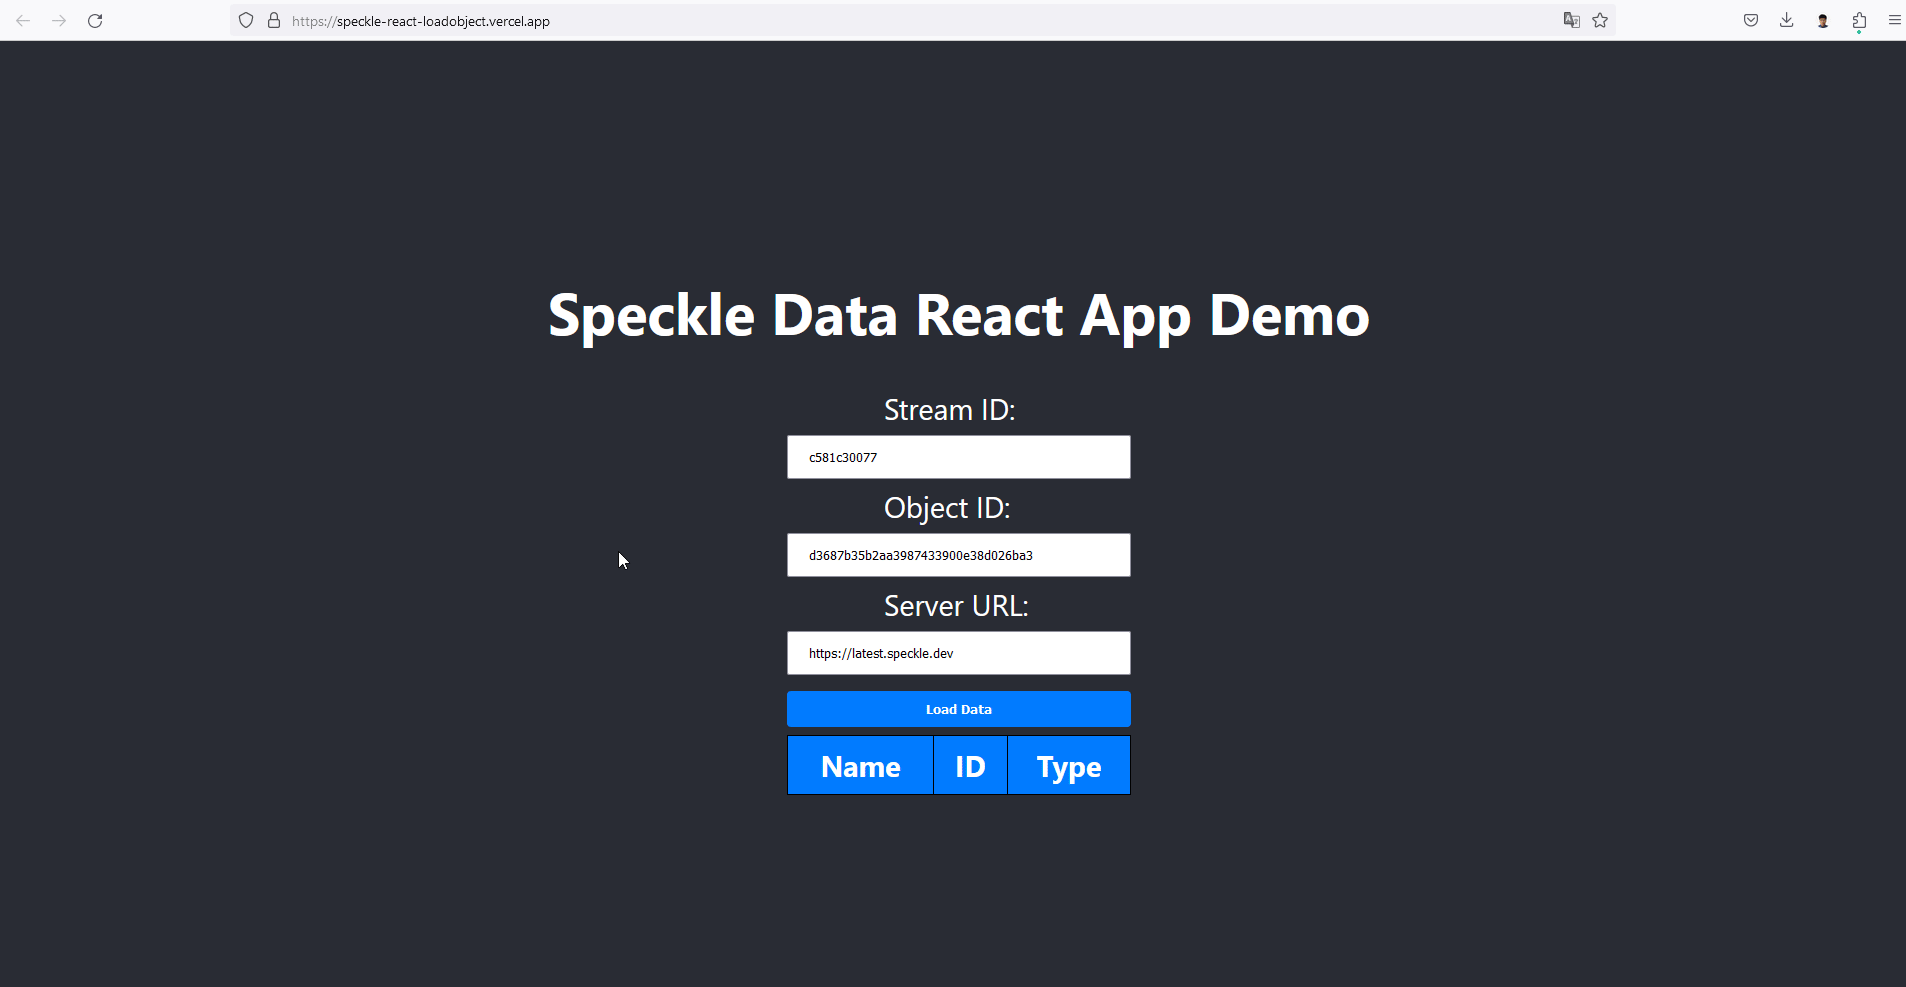 https://speckle-react-loadobject.vercel.app
Speckle Data React App Demo
Stream ID:
c581c30077
Object ID:
d3687b35b2aa3987433900e38d026ba3
Server URL:
https://latest.speckle.dev
Load Data
Name ID Type